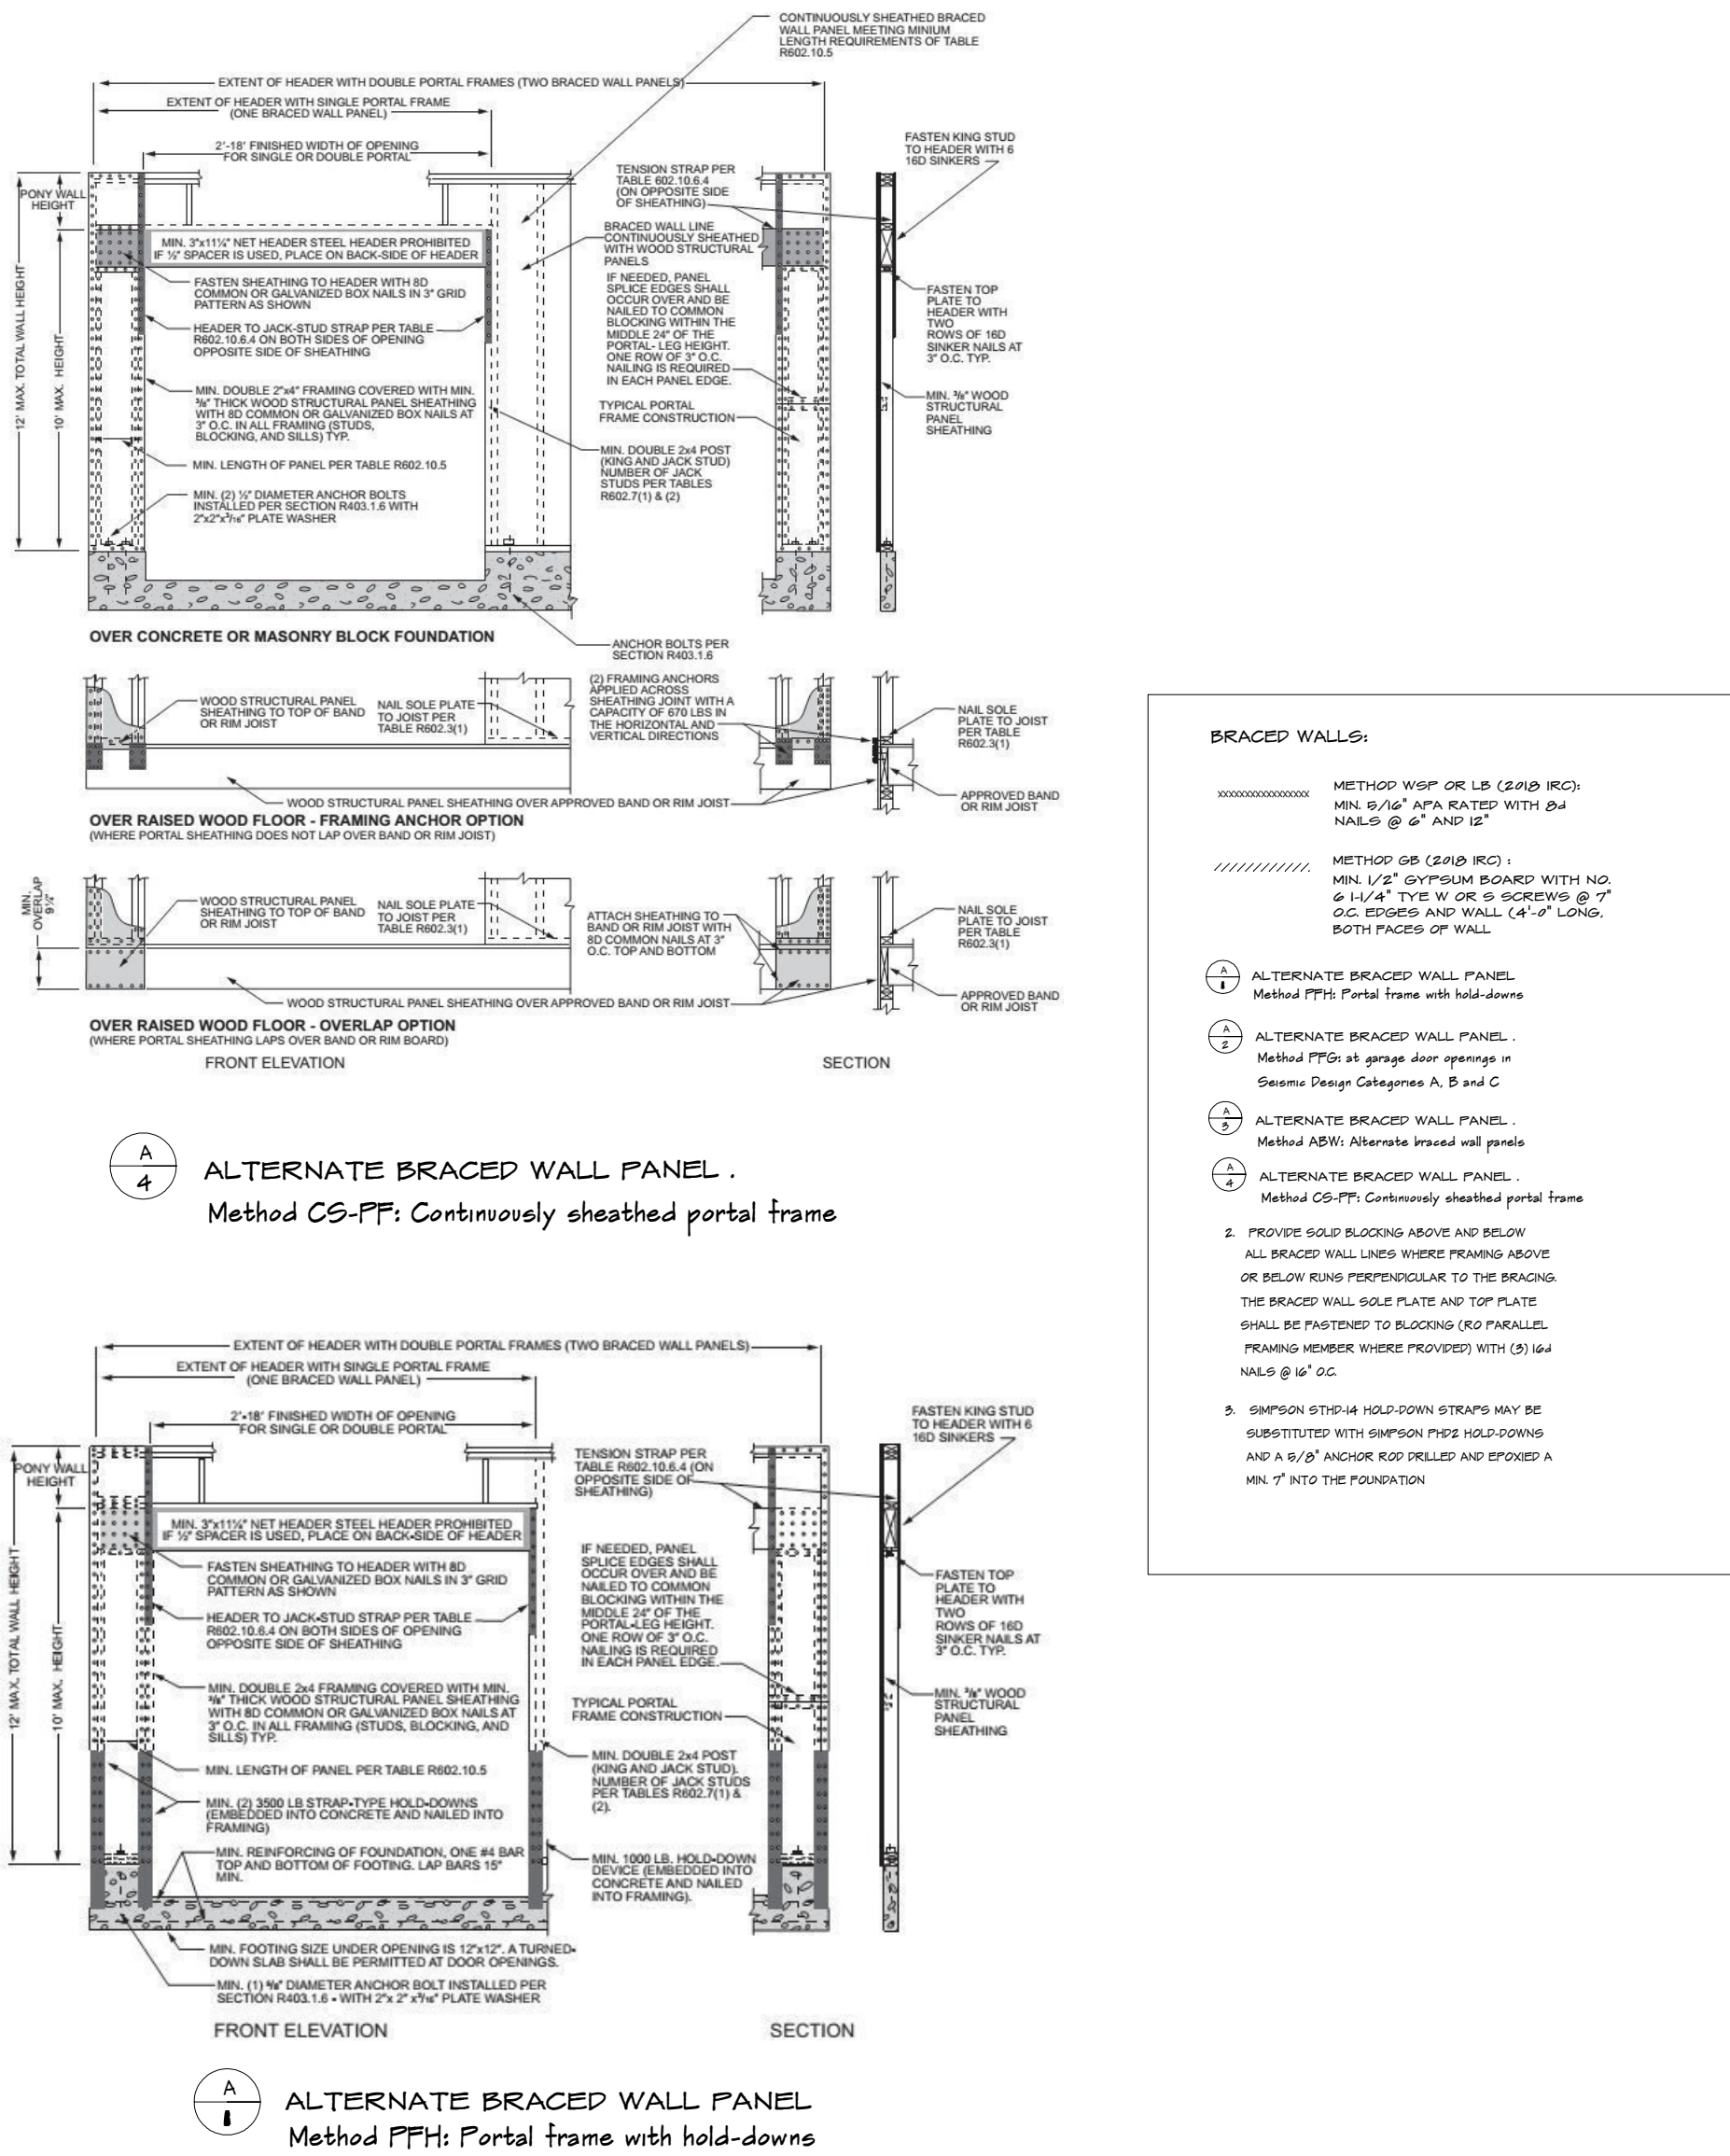 CONTINUOUSLY SHEATHED BRACED
WALL PANEL MEETING MINIUM
LENGTH REQUIREMENTS OF TABLE
R602.10.5
EXTENT OF HEADER WITH DOUBLE PORTAL FRAMES (TWO BRACED WALL PANELS)
EXTENT OF HEADER WITH SINGLE PORTAL FRAME
(ONE BRACED WALL PANEL)
2'-18' FINISHED WIDTH OF OPENING
FOR SINGLE OR DOUBLE PORTAL
FASTEN KING STUD
TO HEADER WITH 6
16D SINKERS
TENSION STRAP PER
TABLE 602.10.6.4
(ON OPPOSITE SIDE
OF SHEATHING)
PONY WALL
HEIGHT
BRACED WALL LINE
CONTINUOUSLY SHEATHED
WITH WOOD STRUCTURAL
PANELS
MIN. 3"x11¼" NET HEADER STEEL HEADER PROHIBITED
IF ½" SPACER IS USED, PLACE ON BACK-SIDE OF HEADER
12' MAX. TOTAL WALL HEIGHT
10' MAX. HEIGHT
FASTEN SHEATHING TO HEADER WITH 8D
COMMON OR GALVANIZED BOX NAILS IN 3" GRID
PATTERN AS SHOWN
HEADER TO JACK-STUD STRAP PER TABLE
R602.10.6.4 ON BOTH SIDES OF OPENING
OPPOSITE SIDE OF SHEATHING
IF NEEDED, PANEL
SPLICE EDGES SHALL
OCCUR OVER AND BE
NAILED TO COMMON
BLOCKING WITHIN THE
MIDDLE 24" OF THE
PORTAL- LEG HEIGHT.
ONE ROW OF 3" O.C.
NAILING IS REQUIRED
IN EACH PANEL EDGE.
FASTEN TOP
PLATE TO
HEADER WITH
TWO
ROWS OF 16D
SINKER NAILS AT
3" O.C. TYP.
MIN. DOUBLE 2"x4" FRAMING COVERED WITH MIN.
⅜" THICK WOOD STRUCTURAL PANEL SHEATHING
WITH 8D COMMON OR GALVANIZED BOX NAILS AT
3" O.C. IN ALL FRAMING (STUDS,
BLOCKING, AND SILLS) TYP.
TYPICAL PORTAL
FRAME CONSTRUCTION
MIN. ⅜" WOOD
STRUCTURAL
PANEL
SHEATHING
MIN. LENGTH OF PANEL PER TABLE R602.10.5
MIN. DOUBLE 2x4 POST
(KING AND JACK STUD)
NUMBER OF JACK
STUDS PER TABLES
R602.7(1) & (2)
MIN. (2) ½" DIAMETER ANCHOR BOLTS
INSTALLED PER SECTION R403.1.6 WITH
2"x2"x³/₁₆" PLATE WASHER
OVER CONCRETE OR MASONRY BLOCK FOUNDATION
ANCHOR BOLTS PER
SECTION R403.1.6
WOOD STRUCTURAL PANEL
SHEATHING TO TOP OF BAND
OR RIM JOIST
NAIL SOLE PLATE
TO JOIST PER
TABLE R602.3(1)
(2) FRAMING ANCHORS
APPLIED ACROSS
SHEATHING JOINT WITH A
CAPACITY OF 670 LBS IN
THE HORIZONTAL AND
VERTICAL DIRECTIONS
NAIL SOLE
PLATE TO JOIST
PER TABLE
R602.3(1)
WOOD STRUCTURAL PANEL SHEATHING OVER APPROVED BAND OR RIM JOIST
APPROVED BAND
OR RIM JOIST
OVER RAISED WOOD FLOOR - FRAMING ANCHOR OPTION
(WHERE PORTAL SHEATHING DOES NOT LAP OVER BAND OR RIM JOIST)
MIN.
OVERLAP
9¼"
WOOD STRUCTURAL PANEL
SHEATHING TO TOP OF BAND
OR RIM JOIST
NAIL SOLE PLATE
TO JOIST PER
TABLE R602.3(1)
ATTACH SHEATHING TO
BAND OR RIM JOIST WITH
8D COMMON NAILS AT 3"
O.C. TOP AND BOTTOM
NAIL SOLE
PLATE TO JOIST
PER TABLE
R602.3(1)
WOOD STRUCTURAL PANEL SHEATHING OVER APPROVED BAND OR RIM JOIST
APPROVED BAND
OR RIM JOIST
OVER RAISED WOOD FLOOR - OVERLAP OPTION
(WHERE PORTAL SHEATHING LAPS OVER BAND OR RIM BOARD)
FRONT ELEVATION
SECTION
A
4
ALTERNATE BRACED WALL PANEL .
Method CS-PF: Continuously sheathed portal frame
EXTENT OF HEADER WITH DOUBLE PORTAL FRAMES (TWO BRACED WALL PANELS)
EXTENT OF HEADER WITH SINGLE PORTAL FRAME
(ONE BRACED WALL PANEL)
2'-18' FINISHED WIDTH OF OPENING
FOR SINGLE OR DOUBLE PORTAL
FASTEN KING STUD
TO HEADER WITH 6
16D SINKERS
PONY WALL
HEIGHT
TENSION STRAP PER
TABLE R602.10.6.4 (ON
OPPOSITE SIDE OF
SHEATHING)
MIN. 3"x11¼" NET HEADER STEEL HEADER PROHIBITED
IF ½" SPACER IS USED, PLACE ON BACK-SIDE OF HEADER
12' MAX. TOTAL WALL HEIGHT
10' MAX. HEIGHT
FASTEN SHEATHING TO HEADER WITH 8D
COMMON OR GALVANIZED BOX NAILS IN 3" GRID
PATTERN AS SHOWN
HEADER TO JACK-STUD STRAP PER TABLE
R602.10.6.4 ON BOTH SIDES OF OPENING
OPPOSITE SIDE OF SHEATHING
IF NEEDED, PANEL
SPLICE EDGES SHALL
OCCUR OVER AND BE
NAILED TO COMMON
BLOCKING WITHIN THE
MIDDLE 24" OF THE
PORTAL-LEG HEIGHT.
ONE ROW OF 3" O.C.
NAILING IS REQUIRED
IN EACH PANEL EDGE.
FASTEN TOP
PLATE TO
HEADER WITH
TWO
ROWS OF 16D
SINKER NAILS AT
3" O.C. TYP.
MIN. DOUBLE 2x4 FRAMING COVERED WITH MIN.
⅜" THICK WOOD STRUCTURAL PANEL SHEATHING
WITH 8D COMMON OR GALVANIZED BOX NAILS AT
3" O.C. IN ALL FRAMING (STUDS, BLOCKING, AND
SILLS) TYP.
TYPICAL PORTAL
FRAME CONSTRUCTION
MIN. ⅜" WOOD
STRUCTURAL
PANEL
SHEATHING
MIN. LENGTH OF PANEL PER TABLE R602.10.5
MIN. DOUBLE 2x4 POST
(KING AND JACK STUD).
NUMBER OF JACK STUDS
PER TABLES R602.7(1) &
(2).
MIN. (2) 3500 LB STRAP-TYPE HOLD-DOWNS
(EMBEDDED INTO CONCRETE AND NAILED INTO
FRAMING)
MIN. REINFORCING OF FOUNDATION, ONE #4 BAR
TOP AND BOTTOM OF FOOTING. LAP BARS 15"
MIN.
MIN. 1000 LB. HOLD-DOWN
DEVICE (EMBEDDED INTO
CONCRETE AND NAILED
INTO FRAMING).
MIN. FOOTING SIZE UNDER OPENING IS 12"x12". A TURNED-
DOWN SLAB SHALL BE PERMITTED AT DOOR OPENINGS.
MIN. (1) ⅝" DIAMETER ANCHOR BOLT INSTALLED PER
SECTION R403.1.6 - WITH 2"x 2" x³/₁₆" PLATE WASHER
FRONT ELEVATION
SECTION
A
1
ALTERNATE BRACED WALL PANEL
Method PFH: Portal frame with hold-downs
BRACED WALLS:
XXXXXXXXXXXXXXXXX
METHOD WSP OR LB (2018 IRC):
MIN. 5/16" APA RATED WITH 8d
NAILS @ 6" AND 12"
METHOD GB (2018 IRC) :
MIN. 1/2" GYPSUM BOARD WITH NO.
6 1-1/4" TYE W OR S SCREWS @ 7"
O.C. EDGES AND WALL (4'-0" LONG,
BOTH FACES OF WALL
A
1
ALTERNATE BRACED WALL PANEL
Method PFH: Portal frame with hold-downs
A
2
ALTERNATE BRACED WALL PANEL .
Method PFG: at garage door openings in
Seismic Design Categories A, B and C
A
3
ALTERNATE BRACED WALL PANEL .
Method ABW: Alternate braced wall panels
A
4
ALTERNATE BRACED WALL PANEL .
Method CS-PF: Continuously sheathed portal frame
2. PROVIDE SOLID BLOCKING ABOVE AND BELOW
ALL BRACED WALL LINES WHERE FRAMING ABOVE
OR BELOW RUNS PERPENDICULAR TO THE BRACING.
THE BRACED WALL SOLE PLATE AND TOP PLATE
SHALL BE FASTENED TO BLOCKING (RO PARALLEL
FRAMING MEMBER WHERE PROVIDED) WITH (3) 16d
NAILS @ 16" O.C.
3. SIMPSON STHD-14 HOLD-DOWN STRAPS MAY BE
SUBSTITUTED WITH SIMPSON PHD2 HOLD-DOWNS
AND A 5/8" ANCHOR ROD DRILLED AND EPOXIED A
MIN. 7" INTO THE FOUNDATION